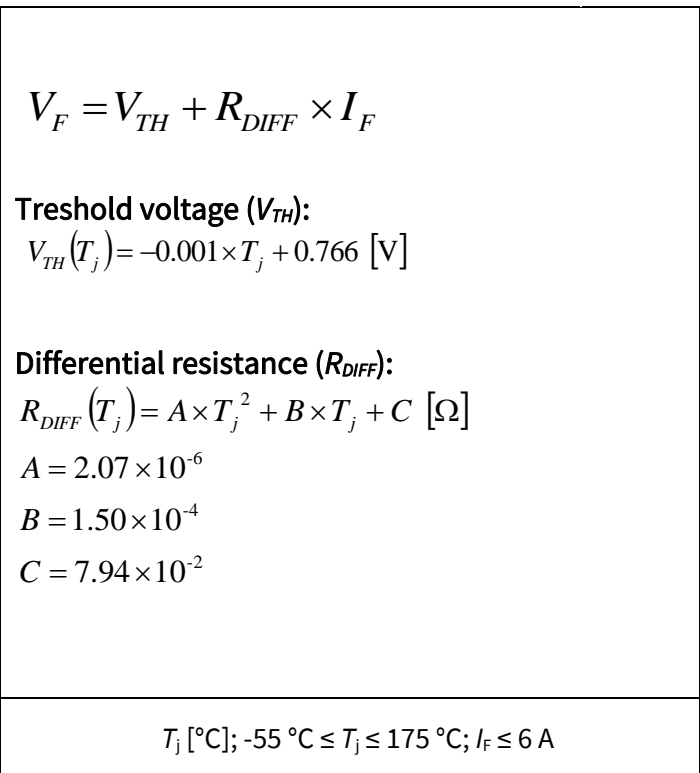 V_F = V_TH + R_DIFF × I_F
Treshold voltage (V_TH):
V_TH(T_j) = −0.001 × T_j + 0.766 [V]
Differential resistance (R_DIFF):
R_DIFF(T_j) = A × T_j² + B × T_j + C [Ω]
A = 2.07 × 10⁻⁶
B = 1.50 × 10⁻⁴
C = 7.94 × 10⁻²
T_j [°C]; -55 °C ≤ T_j ≤ 175 °C; I_F ≤ 6 A